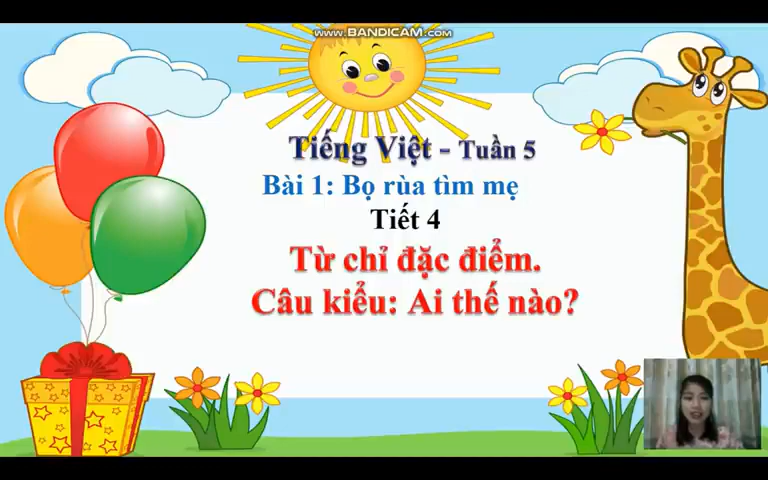 www.BANDICAM.com
Tiếng Việt - Tuần 5
Bài 1: Bọ rùa tìm mẹ
Tiết 4
Từ chỉ đặc điểm.
Câu kiểu: Ai thế nào?